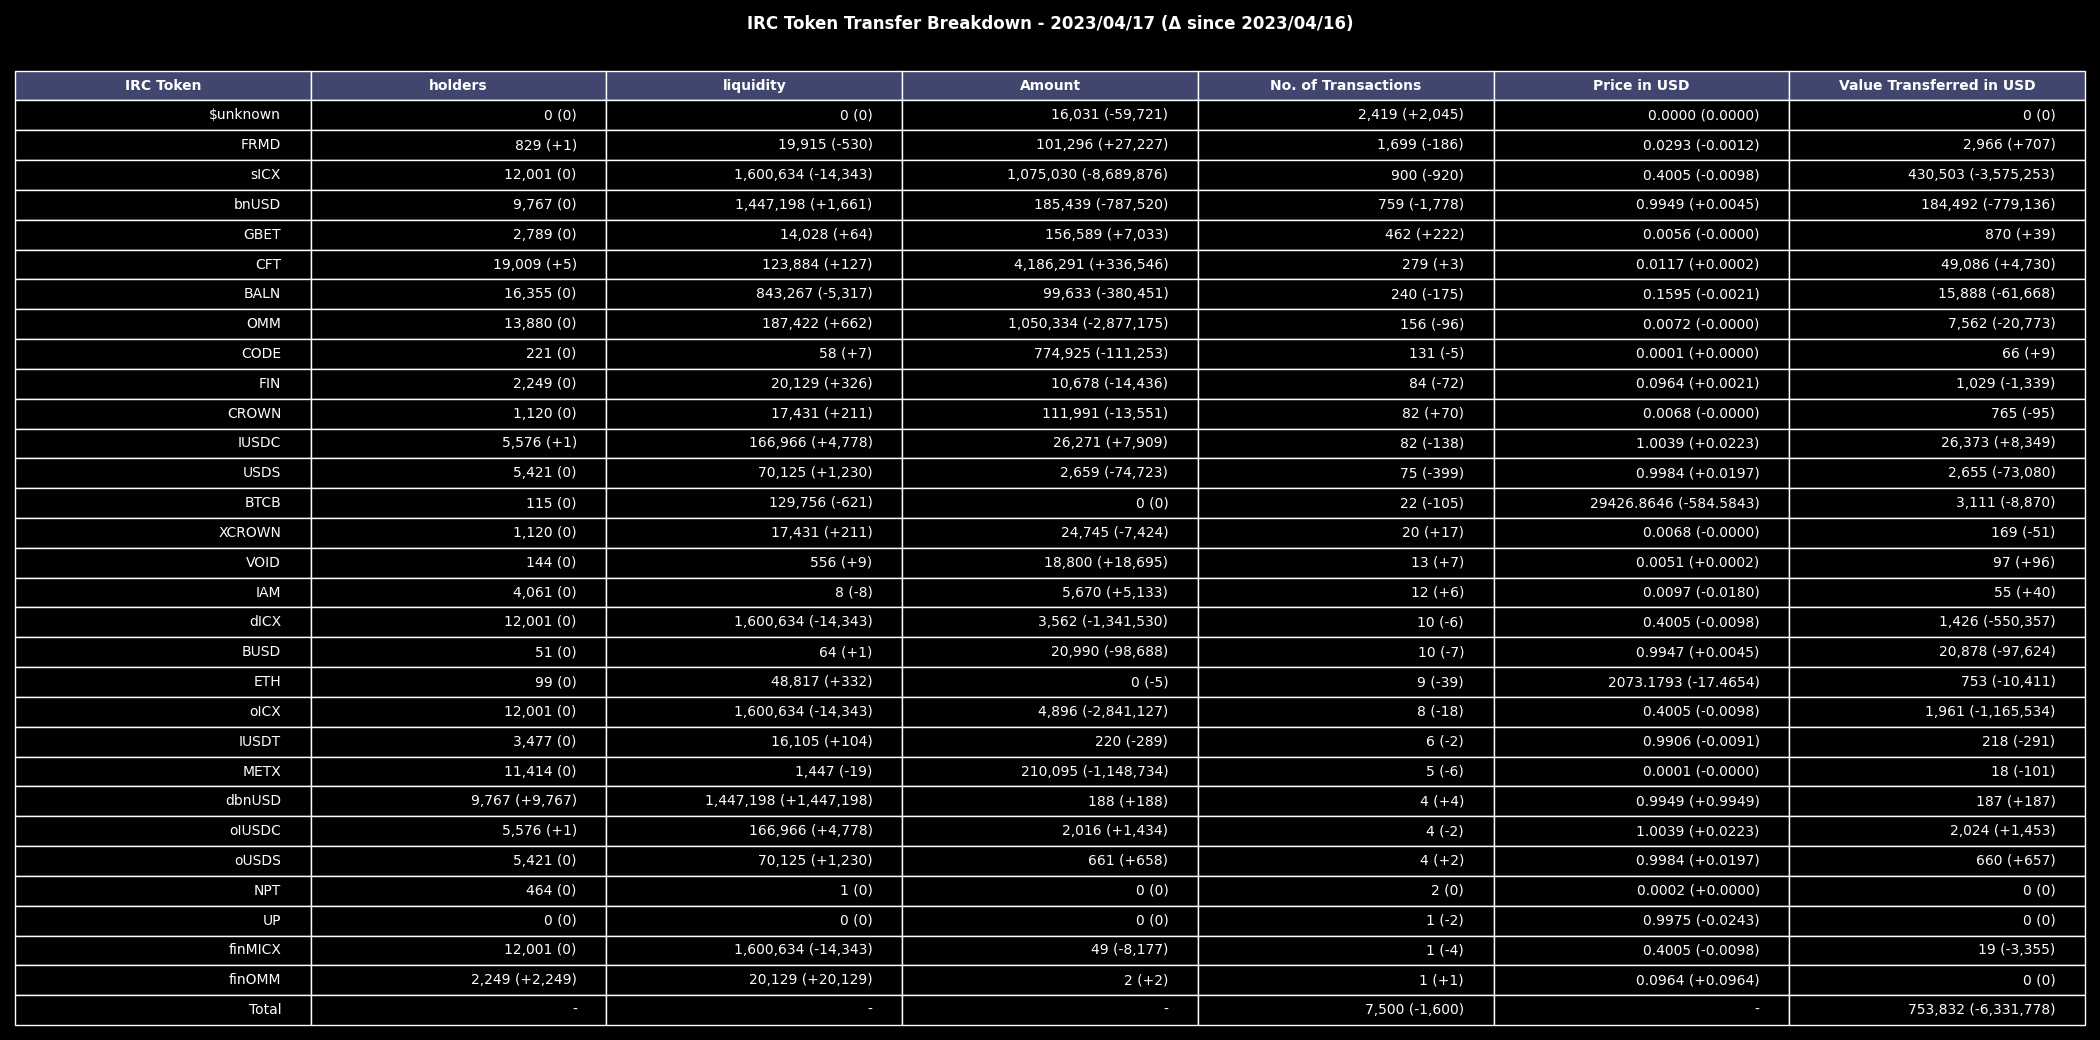 IRC Token Transfer Breakdown - 2023/04/17 (Δ since 2023/04/16)
IRC Token holders liquidity Amount No. of Transactions Price in USD Value Transferred in USD
$unknown 0 (0) 0 (0) 16,031 (-59,721) 2,419 (+2,045) 0.0000 (0.0000) 0 (0)
FRMD 829 (+1) 19,915 (-530) 101,296 (+27,227) 1,699 (-186) 0.0293 (-0.0012) 2,966 (+707)
sICX 12,001 (0) 1,600,634 (-14,343) 1,075,030 (-8,689,876) 900 (-920) 0.4005 (-0.0098) 430,503 (-3,575,253)
bnUSD 9,767 (0) 1,447,198 (+1,661) 185,439 (-787,520) 759 (-1,778) 0.9949 (+0.0045) 184,492 (-779,136)
GBET 2,789 (0) 14,028 (+64) 156,589 (+7,033) 462 (+222) 0.0056 (-0.0000) 870 (+39)
CFT 19,009 (+5) 123,884 (+127) 4,186,291 (+336,546) 279 (+3) 0.0117 (+0.0002) 49,086 (+4,730)
BALN 16,355 (0) 843,267 (-5,317) 99,633 (-380,451) 240 (-175) 0.1595 (-0.0021) 15,888 (-61,668)
OMM 13,880 (0) 187,422 (+662) 1,050,334 (-2,877,175) 156 (-96) 0.0072 (-0.0000) 7,562 (-20,773)
CODE 221 (0) 58 (+7) 774,925 (-111,253) 131 (-5) 0.0001 (+0.0000) 66 (+9)
FIN 2,249 (0) 20,129 (+326) 10,678 (-14,436) 84 (-72) 0.0964 (+0.0021) 1,029 (-1,339)
CROWN 1,120 (0) 17,431 (+211) 111,991 (-13,551) 82 (+70) 0.0068 (-0.0000) 765 (-95)
IUSDC 5,576 (+1) 166,966 (+4,778) 26,271 (+7,909) 82 (-138) 1.0039 (+0.0223) 26,373 (+8,349)
USDS 5,421 (0) 70,125 (+1,230) 2,659 (-74,723) 75 (-399) 0.9984 (+0.0197) 2,655 (-73,080)
BTCB 115 (0) 129,756 (-621) 0 (0) 22 (-105) 29426.8646 (-584.5843) 3,111 (-8,870)
XCROWN 1,120 (0) 17,431 (+211) 24,745 (-7,424) 20 (+17) 0.0068 (-0.0000) 169 (-51)
VOID 144 (0) 556 (+9) 18,800 (+18,695) 13 (+7) 0.0051 (+0.0002) 97 (+96)
IAM 4,061 (0) 8 (-8) 5,670 (+5,133) 12 (+6) 0.0097 (-0.0180) 55 (+40)
dICX 12,001 (0) 1,600,634 (-14,343) 3,562 (-1,341,530) 10 (-6) 0.4005 (-0.0098) 1,426 (-550,357)
BUSD 51 (0) 64 (+1) 20,990 (-98,688) 10 (-7) 0.9947 (+0.0045) 20,878 (-97,624)
ETH 99 (0) 48,817 (+332) 0 (-5) 9 (-39) 2073.1793 (-17.4654) 753 (-10,411)
oICX 12,001 (0) 1,600,634 (-14,343) 4,896 (-2,841,127) 8 (-18) 0.4005 (-0.0098) 1,961 (-1,165,534)
IUSDT 3,477 (0) 16,105 (+104) 220 (-289) 6 (-2) 0.9906 (-0.0091) 218 (-291)
METX 11,414 (0) 1,447 (-19) 210,095 (-1,148,734) 5 (-6) 0.0001 (-0.0000) 18 (-101)
dbnUSD 9,767 (+9,767) 1,447,198 (+1,447,198) 188 (+188) 4 (+4) 0.9949 (+0.9949) 187 (+187)
oIUSDC 5,576 (+1) 166,966 (+4,778) 2,016 (+1,434) 4 (-2) 1.0039 (+0.0223) 2,024 (+1,453)
oUSDS 5,421 (0) 70,125 (+1,230) 661 (+658) 4 (+2) 0.9984 (+0.0197) 660 (+657)
NPT 464 (0) 1 (0) 0 (0) 2 (0) 0.0002 (+0.0000) 0 (0)
UP 0 (0) 0 (0) 0 (0) 1 (-2) 0.9975 (-0.0243) 0 (0)
finMICX 12,001 (0) 1,600,634 (-14,343) 49 (-8,177) 1 (-4) 0.4005 (-0.0098) 19 (-3,355)
finOMM 2,249 (+2,249) 20,129 (+20,129) 2 (+2) 1 (+1) 0.0964 (+0.0964) 0 (0)
Total - - - 7,500 (-1,600) - 753,832 (-6,331,778)